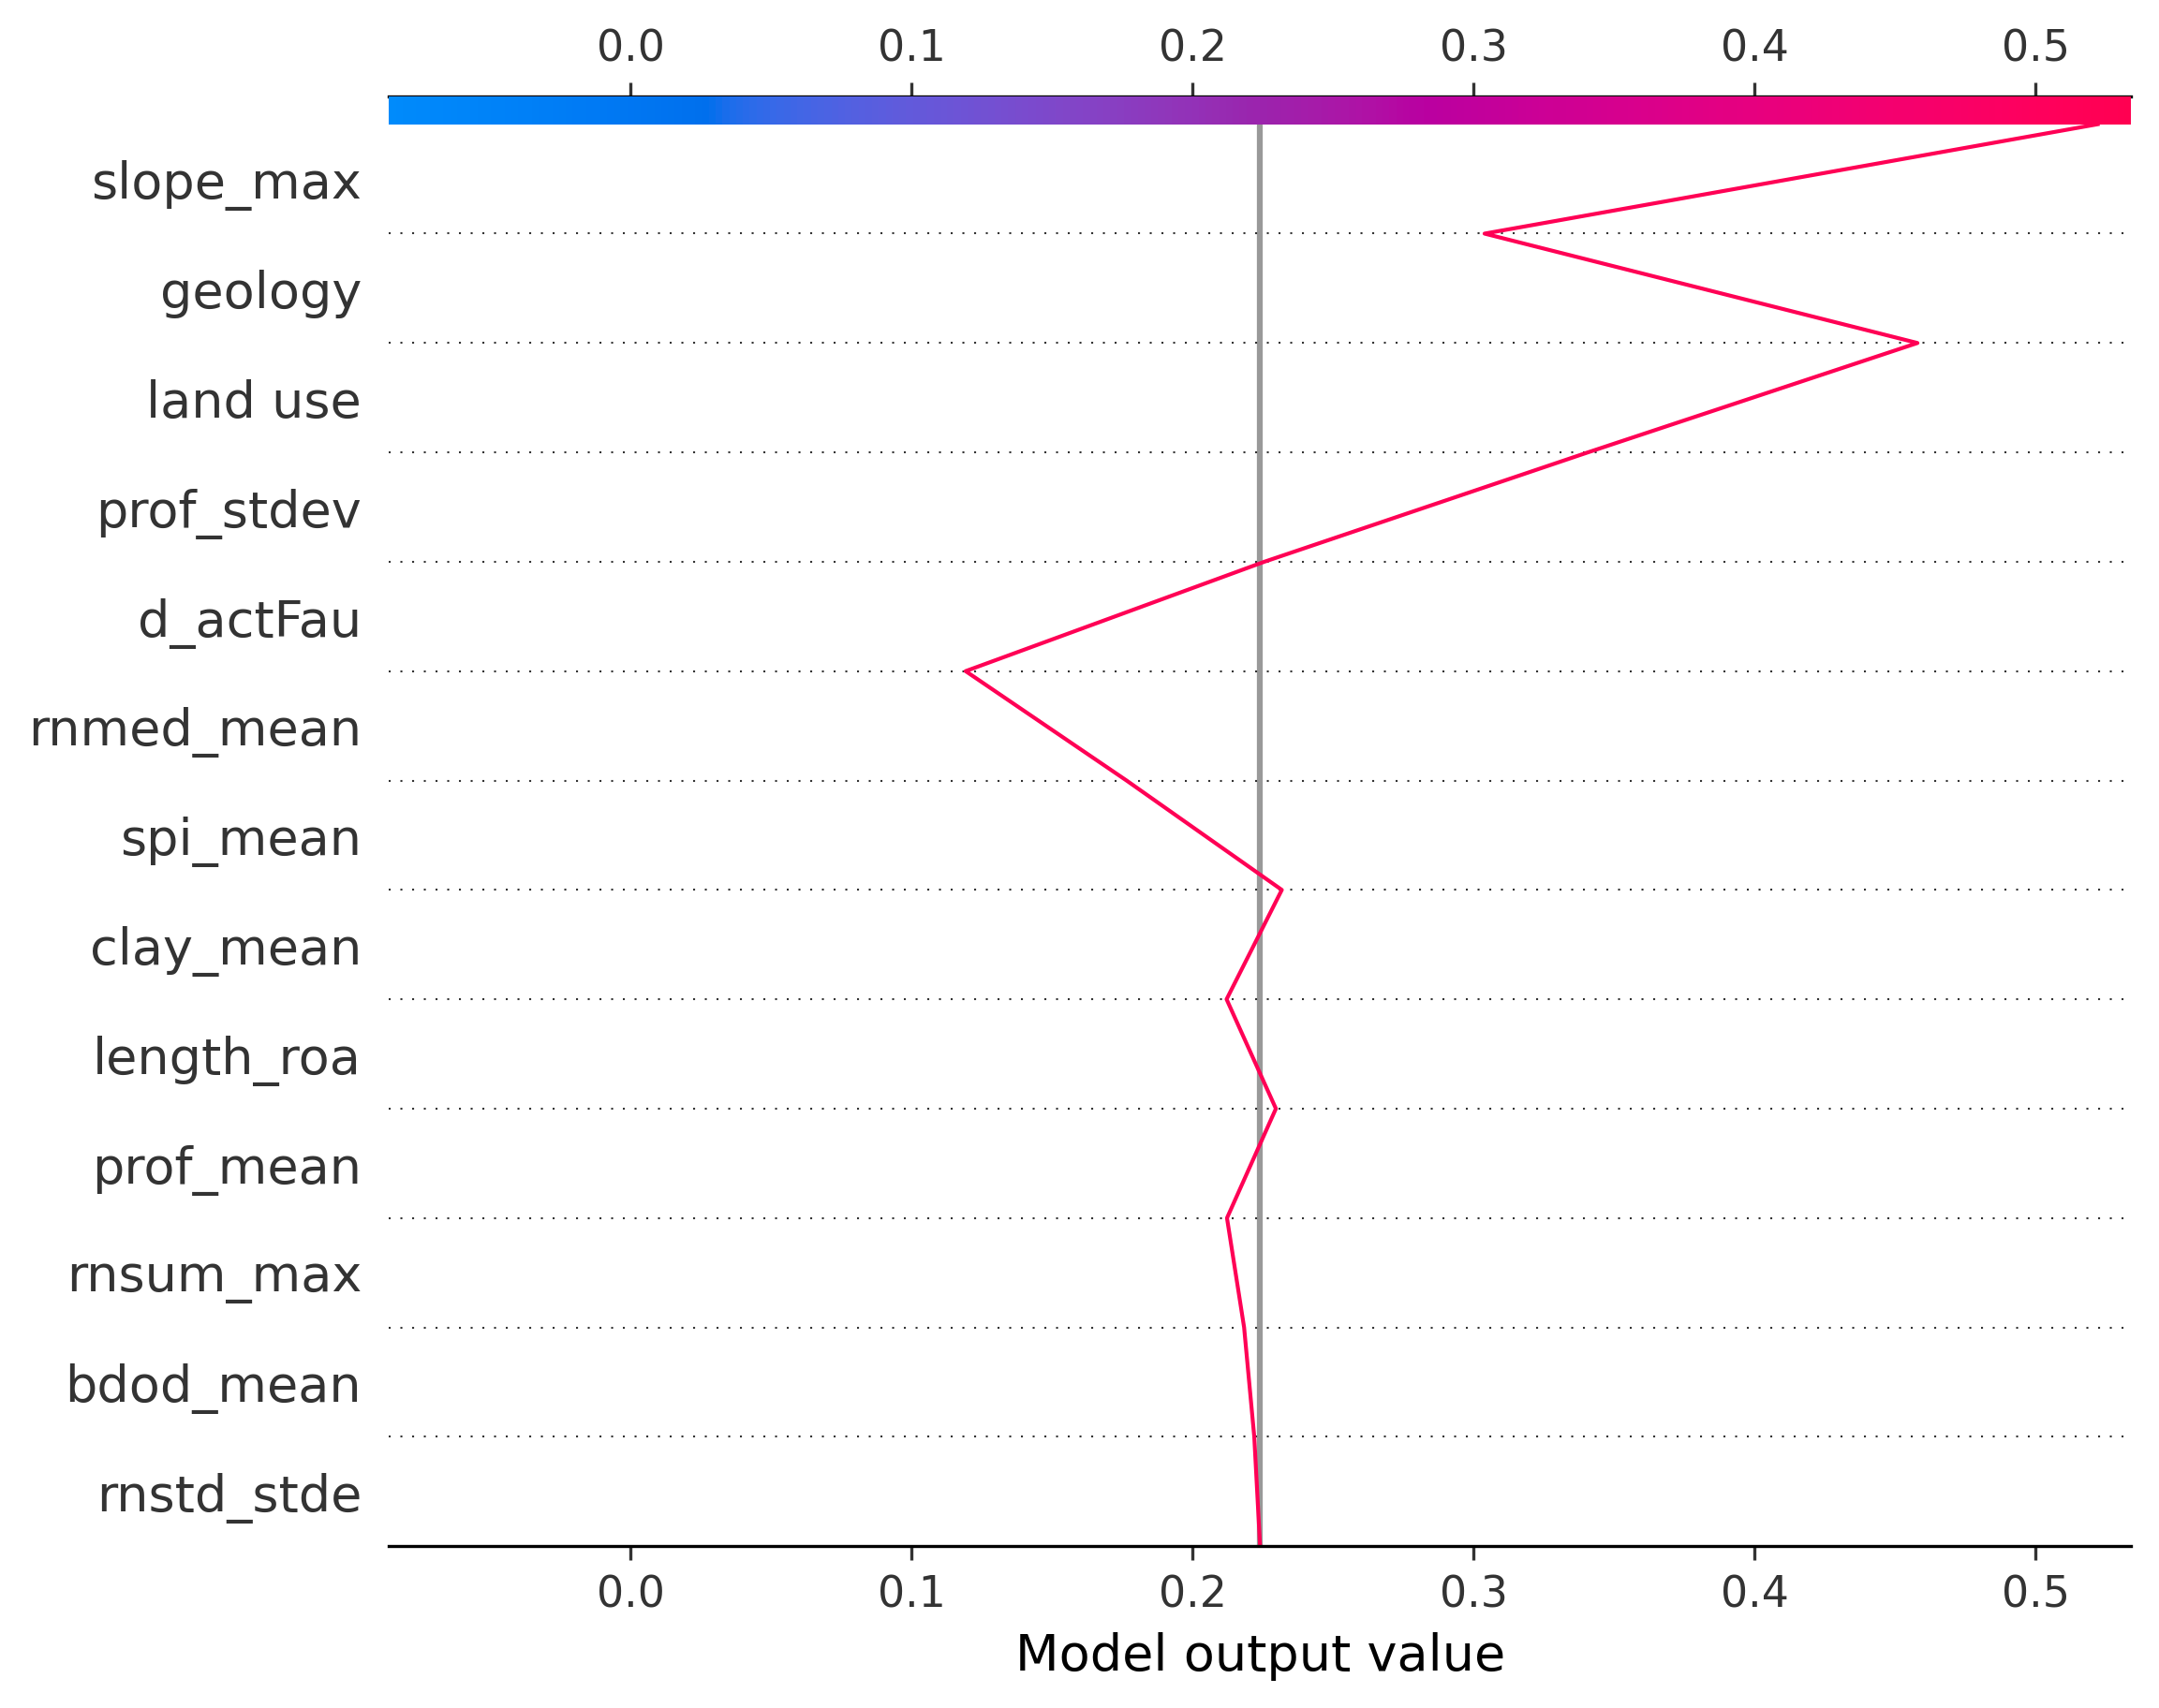 0.0 0.1 0.2 0.3 0.4 0.5
slope_max
geology
land use
prof_stdev
d_actFau
rnmed_mean
spi_mean
clay_mean
length_roa
prof_mean
rnsum_max
bdod_mean
rnstd_stde
0.0 0.1 0.2 0.3 0.4 0.5
Model output value